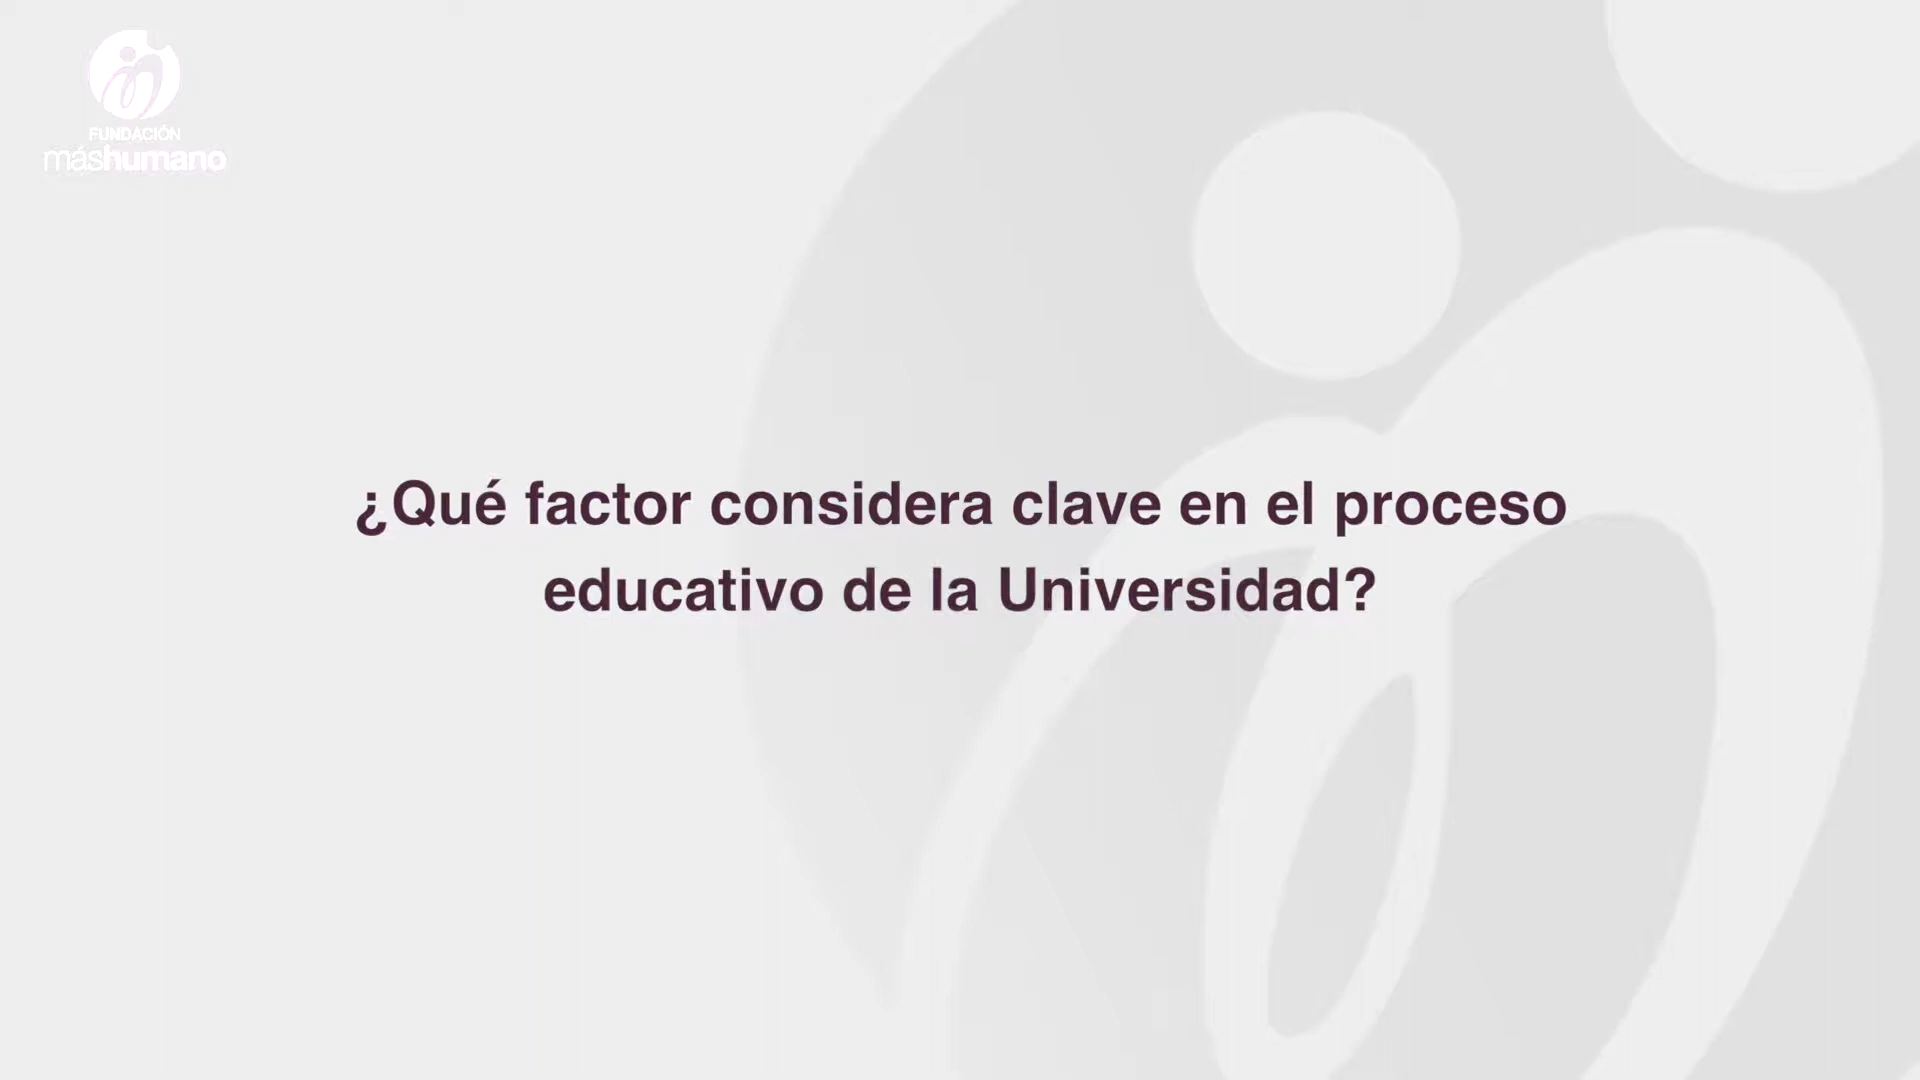 FUNDACIÓN
máshumano
¿Qué factor considera clave en el proceso
educativo de la Universidad?